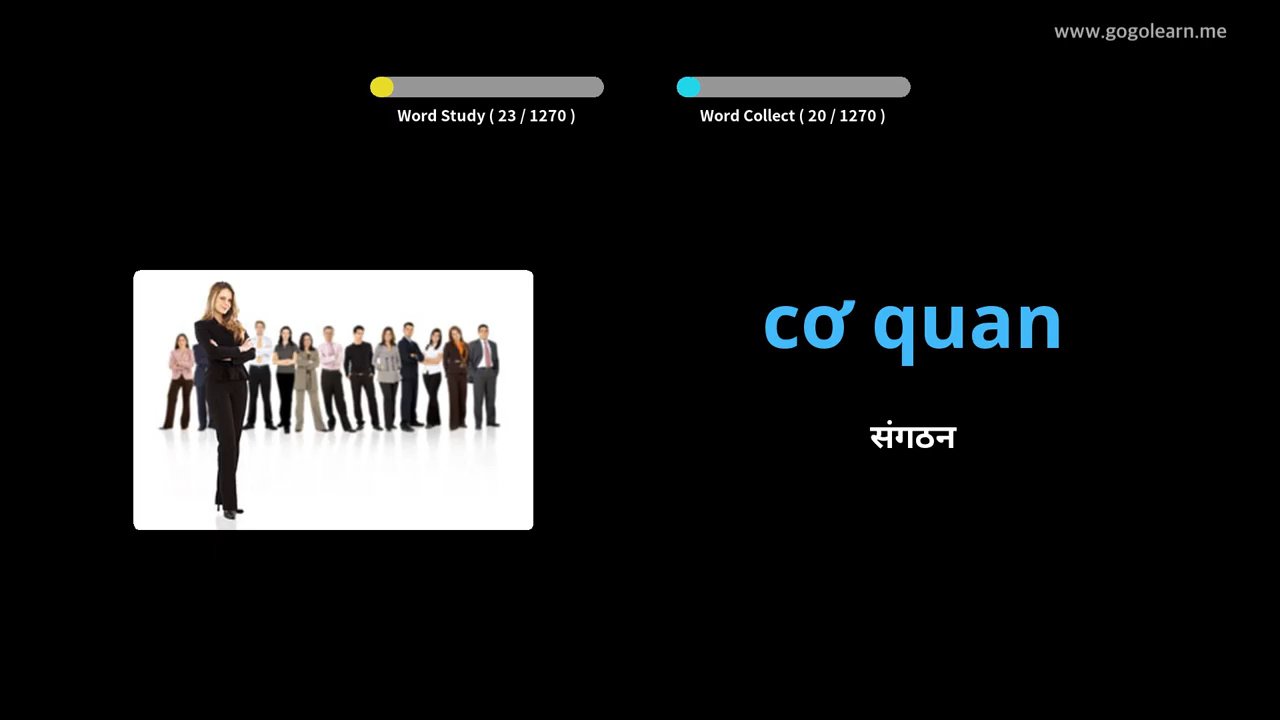 www.gogolearn.me
Word Study ( 23 / 1270 )
Word Collect ( 20 / 1270 )
cơ quan
संगठन